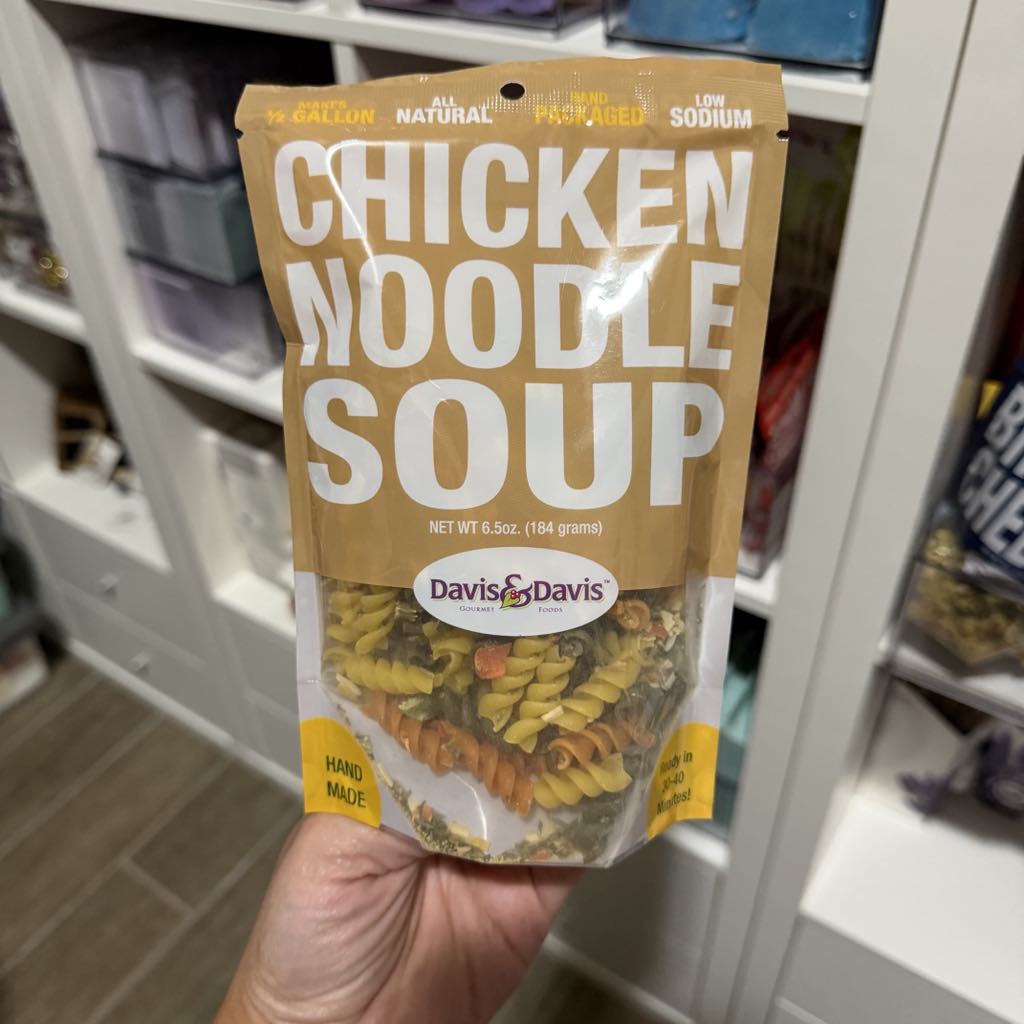 MAKES
½ GALLON
ALL
NATURAL
HAND
PACKAGED
LOW
SODIUM
CHICKEN
NOODLE
SOUP
NET WT 6.5oz. (184 grams)
Davis & Davis™
GOURMET FOODS
HAND
MADE
Ready in
30-40
Minutes!